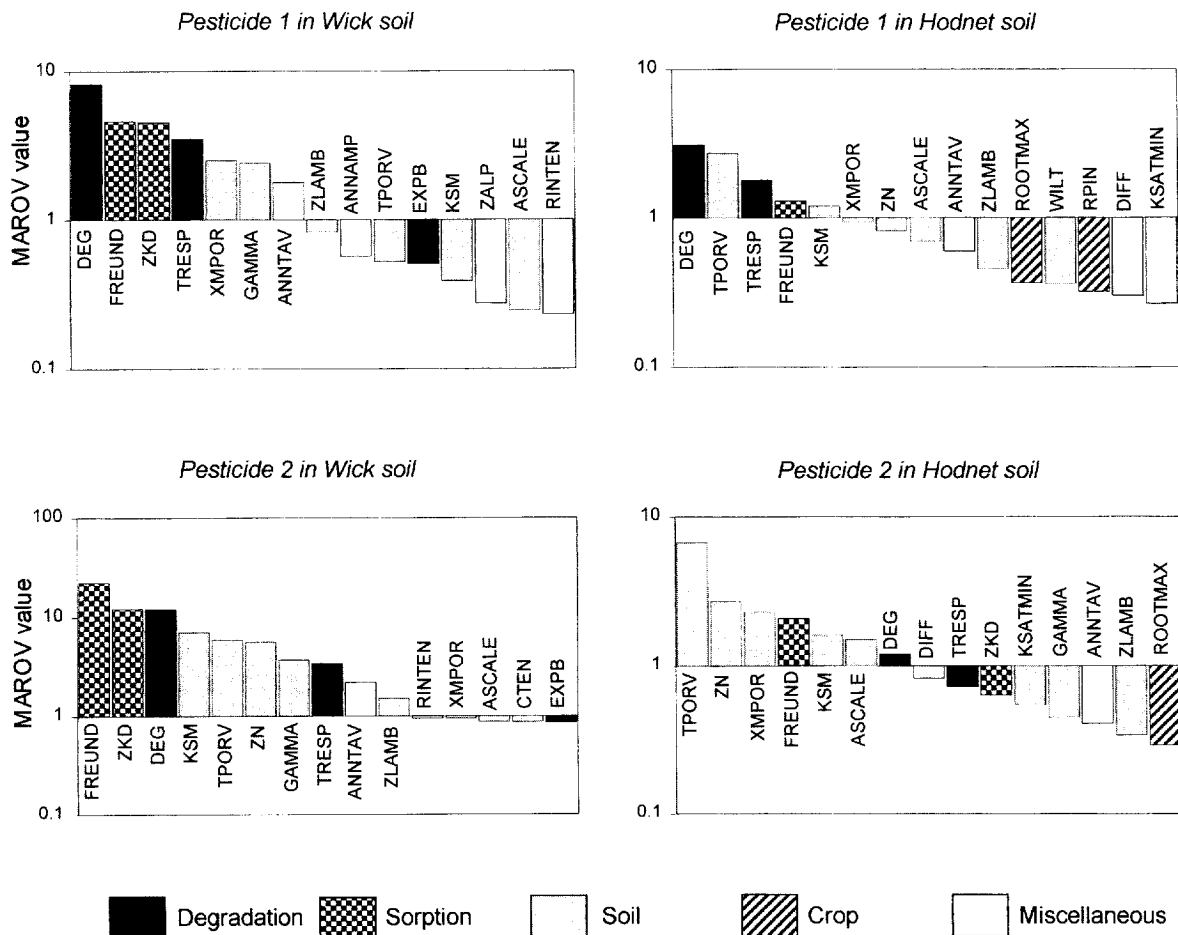 Pesticide 1 in Wick soil
MAROV value
10
1
0.1
DEG
FREUND
ZKD
TRESP
XMPOR
GAMMA
ANNTAV
ZLAMB
ANNAMP
TPORV
EXPB
KSM
ZALP
ASCALE
RINTEN
Pesticide 1 in Hodnet soil
10
1
0.1
DEG
TPORV
TRESP
FREUND
KSM
XMPOR
ZN
ASCALE
ANNTAV
ZLAMB
ROOTMAX
WILT
RPIN
DIFF
KSATMIN
Pesticide 2 in Wick soil
MAROV value
100
10
1
0.1
FREUND
ZKD
DEG
KSM
TPORV
ZN
GAMMA
TRESP
ANNTAV
ZLAMB
RINTEN
XMPOR
ASCALE
CTEN
EXPB
Pesticide 2 in Hodnet soil
10
1
0.1
TPORV
ZN
XMPOR
FREUND
KSM
ASCALE
DEG
DIFF
TRESP
ZKD
KSATMIN
GAMMA
ANNTAV
ZLAMB
ROOTMAX
Degradation
Sorption
Soil
Crop
Miscellaneous